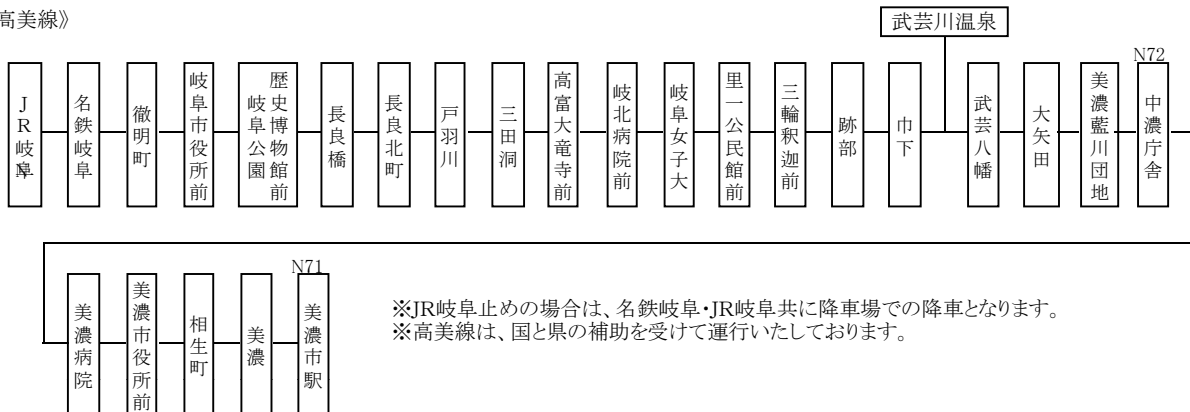 高美線》
武芸川温泉
JR岐阜
名鉄岐阜
徹明町
岐阜市役所前
岐阜公園
歴史博物館前
長良橋
長良北町
戸羽川
三田洞
高富大竜寺前
岐北病院前
岐阜女子大
里一公民館前
三輪釈迦前
跡部
巾下
武芸八幡
大矢田
美濃藍川団地
N72
中濃庁舎
美濃病院
美濃市役所前
相生町
美濃
N71
美濃市駅
※JR岐阜止めの場合は、名鉄岐阜・JR岐阜共に降車場での降車となります。
※高美線は、国と県の補助を受けて運行いたしております。